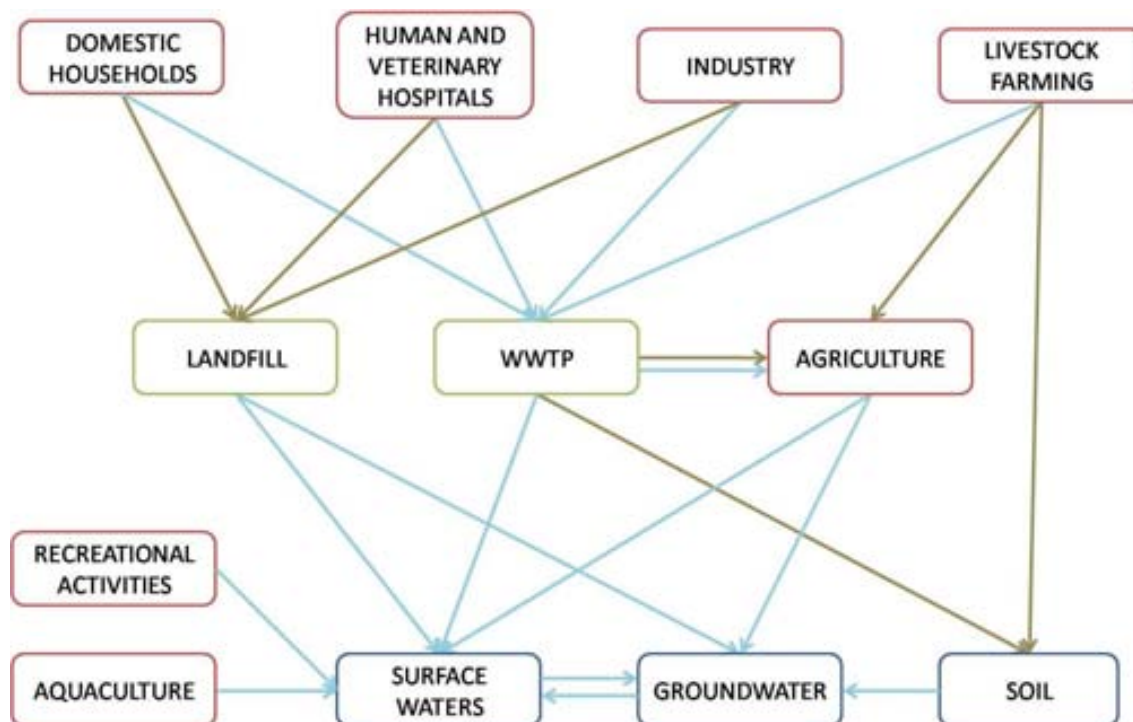 DOMESTIC
HOUSEHOLDS
HUMAN AND
VETERINARY
HOSPITALS
INDUSTRY
LIVESTOCK
FARMING
LANDFILL
WWTP
AGRICULTURE
RECREATIONAL
ACTIVITIES
AQUACULTURE
SURFACE
WATERS
GROUNDWATER
SOIL